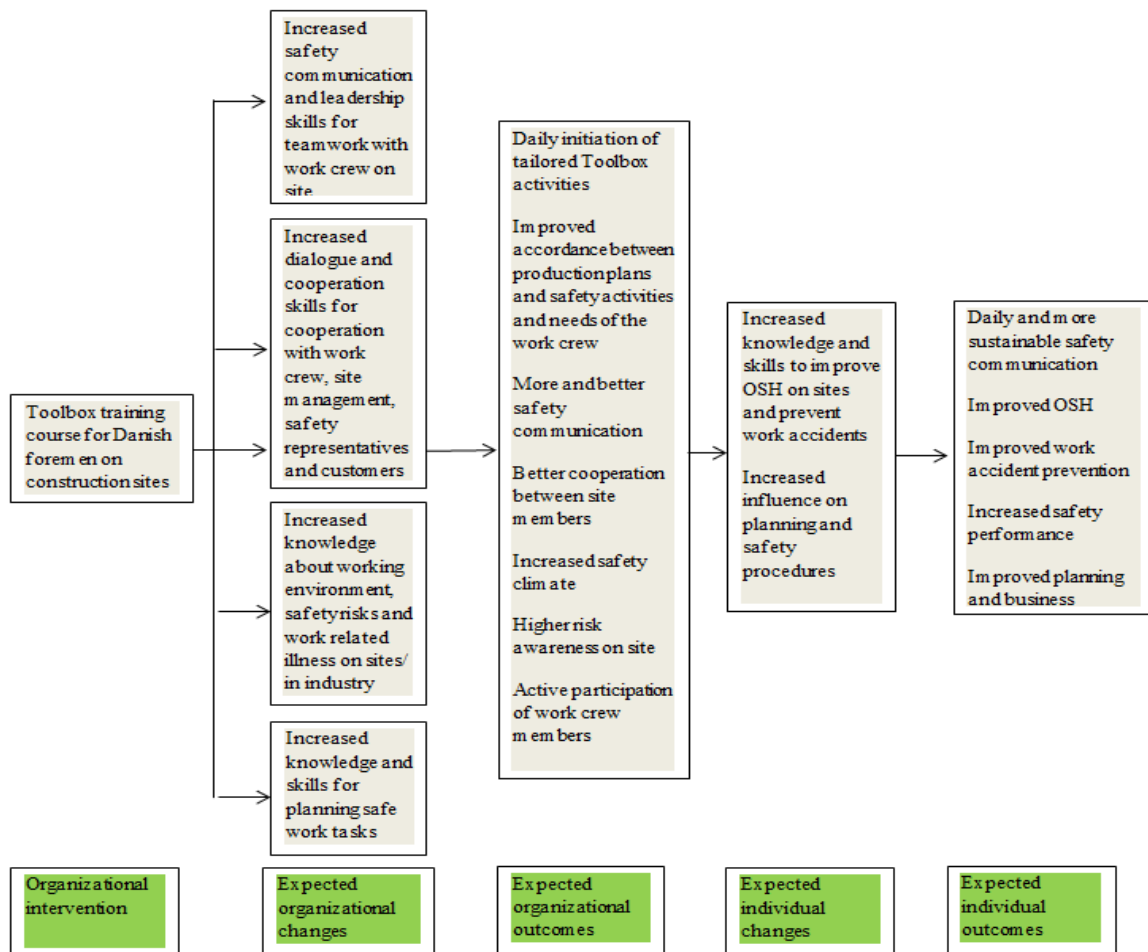 Toolbox training
course for Danish
foremen on
construction sites
Increased
safety
communication
and leadership
skills for
teamwork with
work crew on
site.
Increased
dialogue and
cooperation
skills for
cooperation
with work
crew, site
management,
safety
representatives
and customers
Increased
knowledge
about working
environment,
safety risks and
work related
illness on sites/
in industry
Increased
knowledge and
skills for
planning safe
work tasks
Daily initiation of
tailored Toolbox
activities
Improved
accordance between
production plans
and safety activities
and needs of the
work crew
More and better
safety
communication
Better cooperation
between site
members
Increased safety
climate
Higher risk
awareness on site
Active participation
of work crew
members
Increased
knowledge and
skills to improve
OSH on sites
and prevent
work accidents
Increased
influence on
planning and
safety
procedures
Daily and more
sustainable safety
communication
Improved OSH
Improved work
accident prevention
Increased safety
performance
Improved planning
and business
Organizational
intervention
Expected
organizational
changes
Expected
organizational
outcomes
Expected
individual
changes
Expected
individual
outcomes